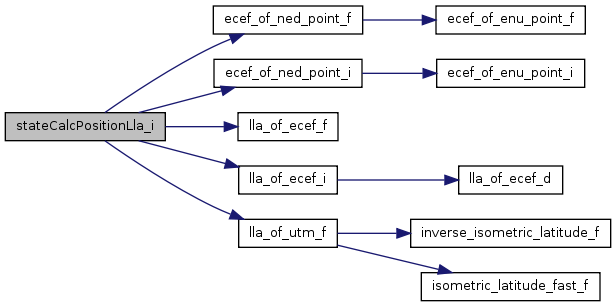 ecef_of_ned_point_f
ecef_of_enu_point_f
ecef_of_ned_point_i
ecef_of_enu_point_i
stateCalcPositionLla_i
lla_of_ecef_f
lla_of_ecef_i
lla_of_ecef_d
lla_of_utm_f
inverse_isometric_latitude_f
isometric_latitude_fast_f